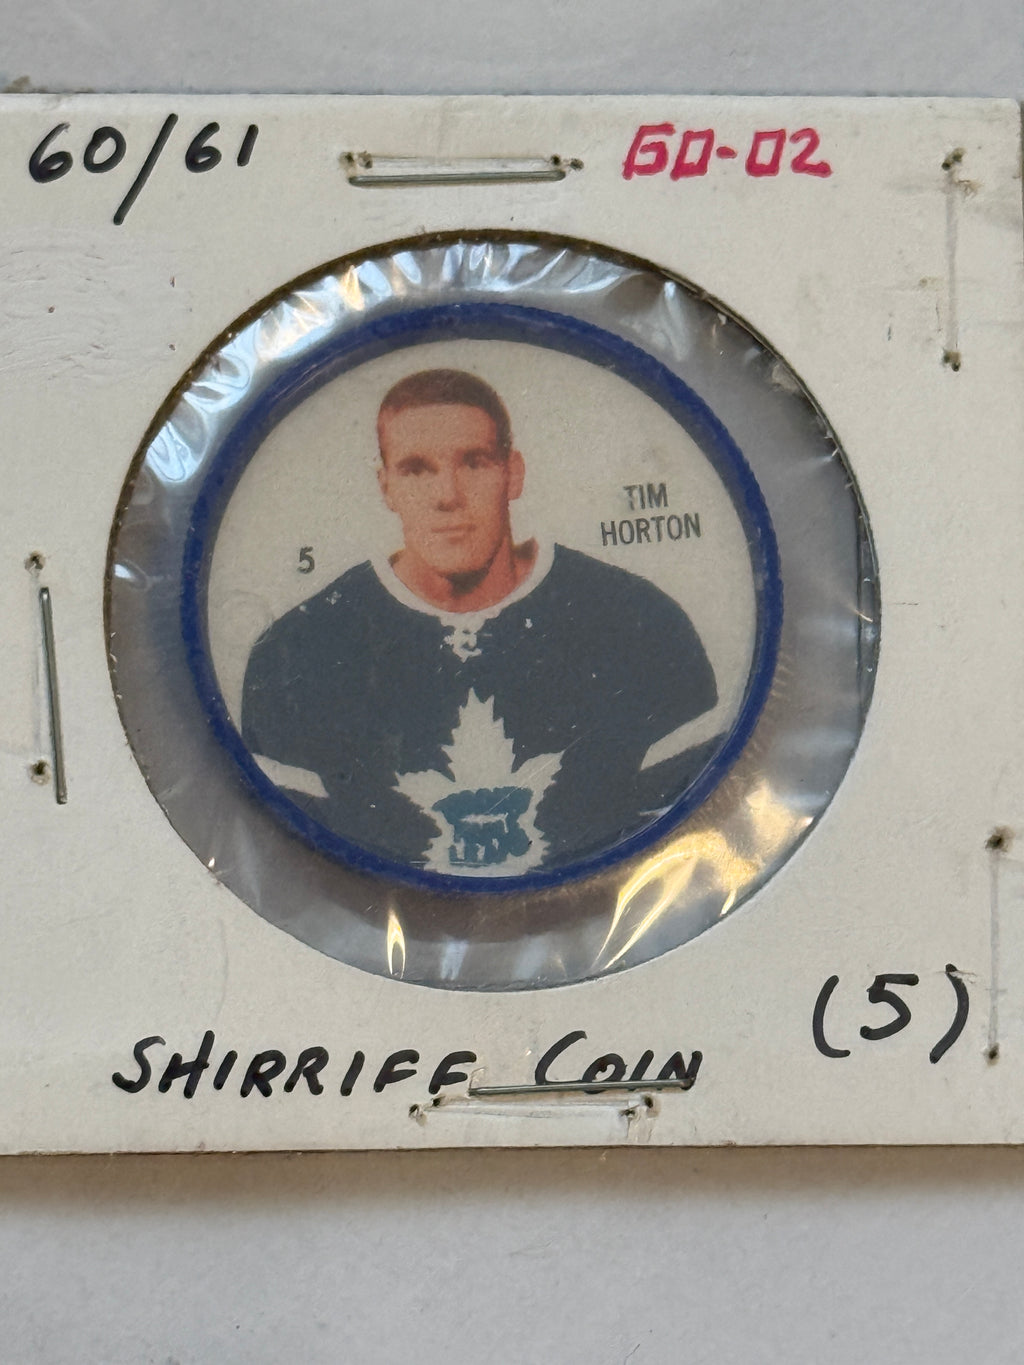 60/61
60-02
5
TIM
HORTON
(5)
SHIRRIFF COIN